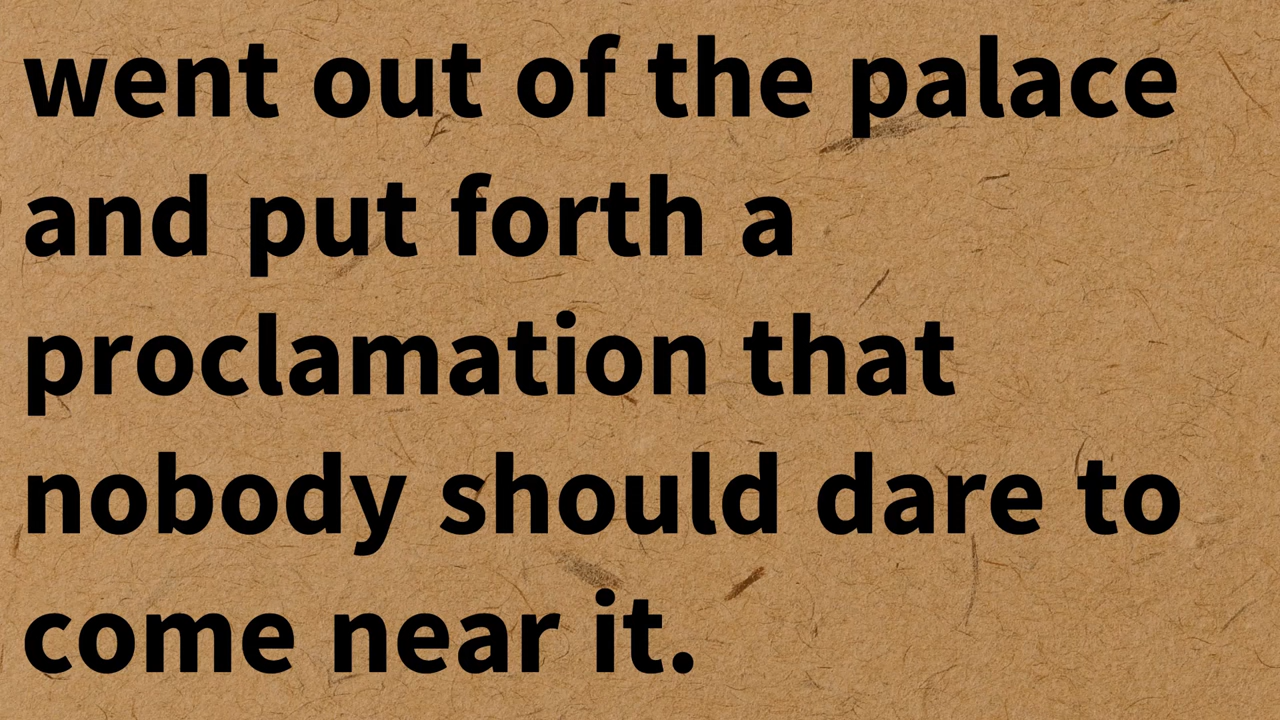 went out of the palace
and put forth a
proclamation that
nobody should dare to
come near it.